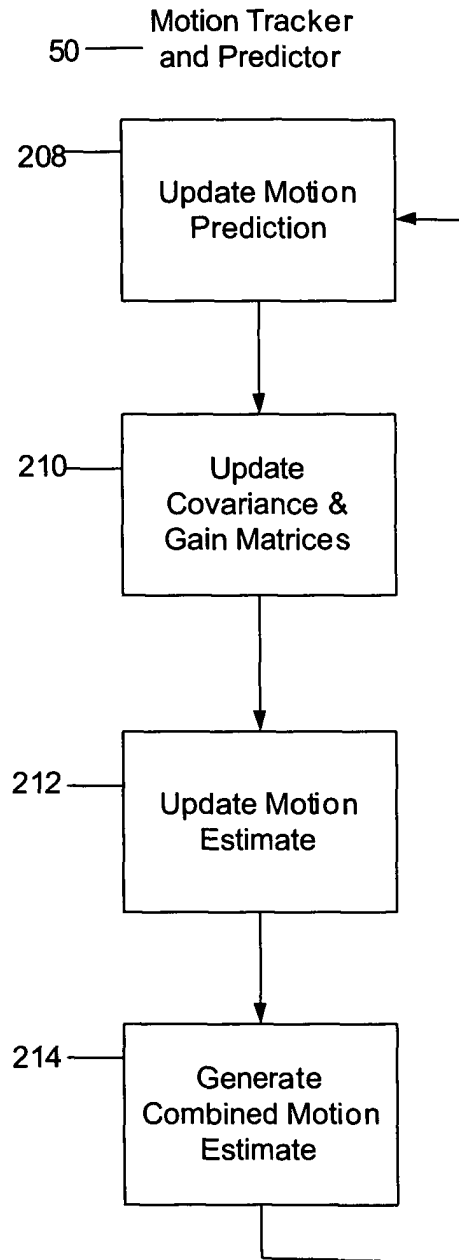 Motion Tracker
50
and Predictor
208
Update Motion
Prediction
210
Update
Covariance &
Gain Matrices
212
Update Motion
Estimate
214
Generate
Combined Motion
Estimate